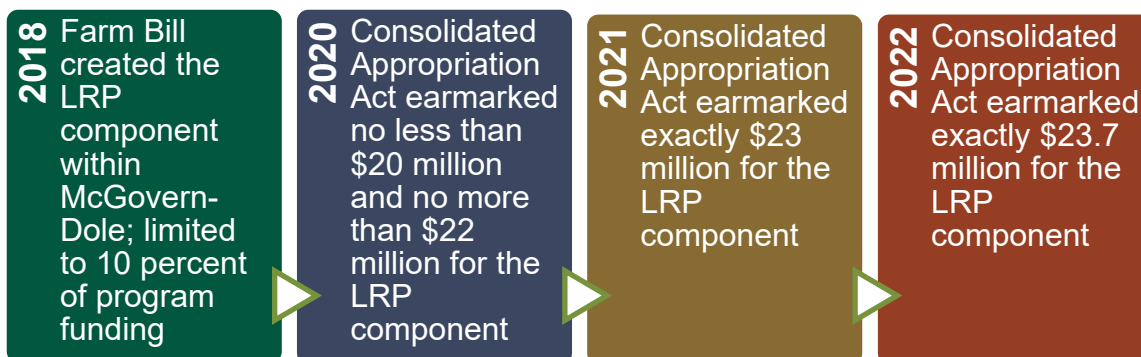 2018
Farm Bill
created the
LRP
component
within
McGovern-
Dole; limited
to 10 percent
of program
funding
2020
Consolidated
Appropriation
Act earmarked
no less than
$20 million
and no more
than $22
million for the
LRP
component
2021
Consolidated
Appropriation
Act earmarked
exactly $23
million for the
LRP
component
2022
Consolidated
Appropriation
Act earmarked
exactly $23.7
million for the
LRP
component